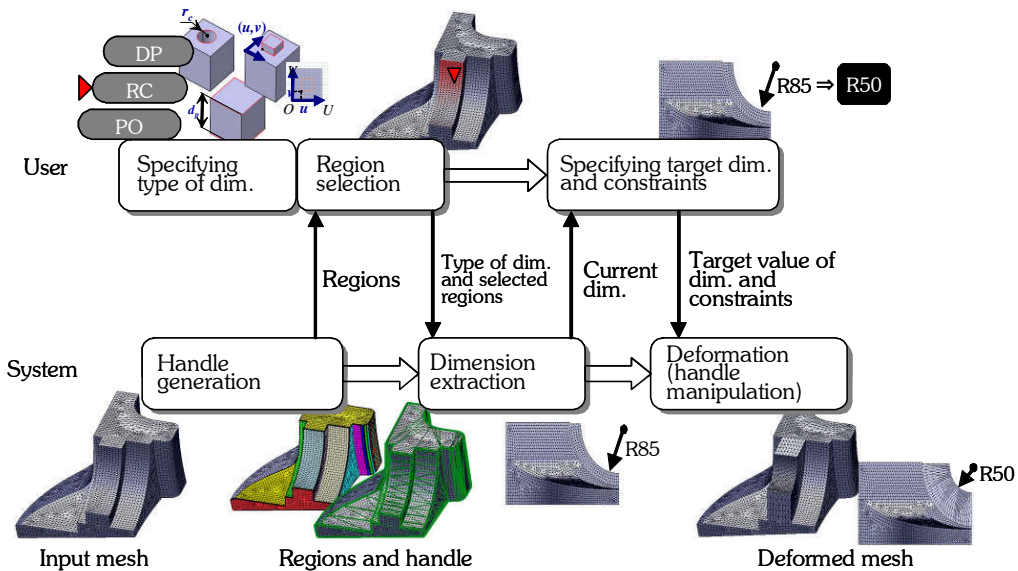 r_c
(u,v)
DP
RC
PO
d_p
v
v
O u U
R85 ⇒ R50
User
Specifying
type of dim.
Region
selection
Specifying target dim.
and constraints
Regions
Type of dim.
and selected
regions
Current
dim.
Target value of
dim. and
constraints
System
Handle
generation
Dimension
extraction
Deformation
(handle
manipulation)
R85
R50
Input mesh
Regions and handle
Deformed mesh